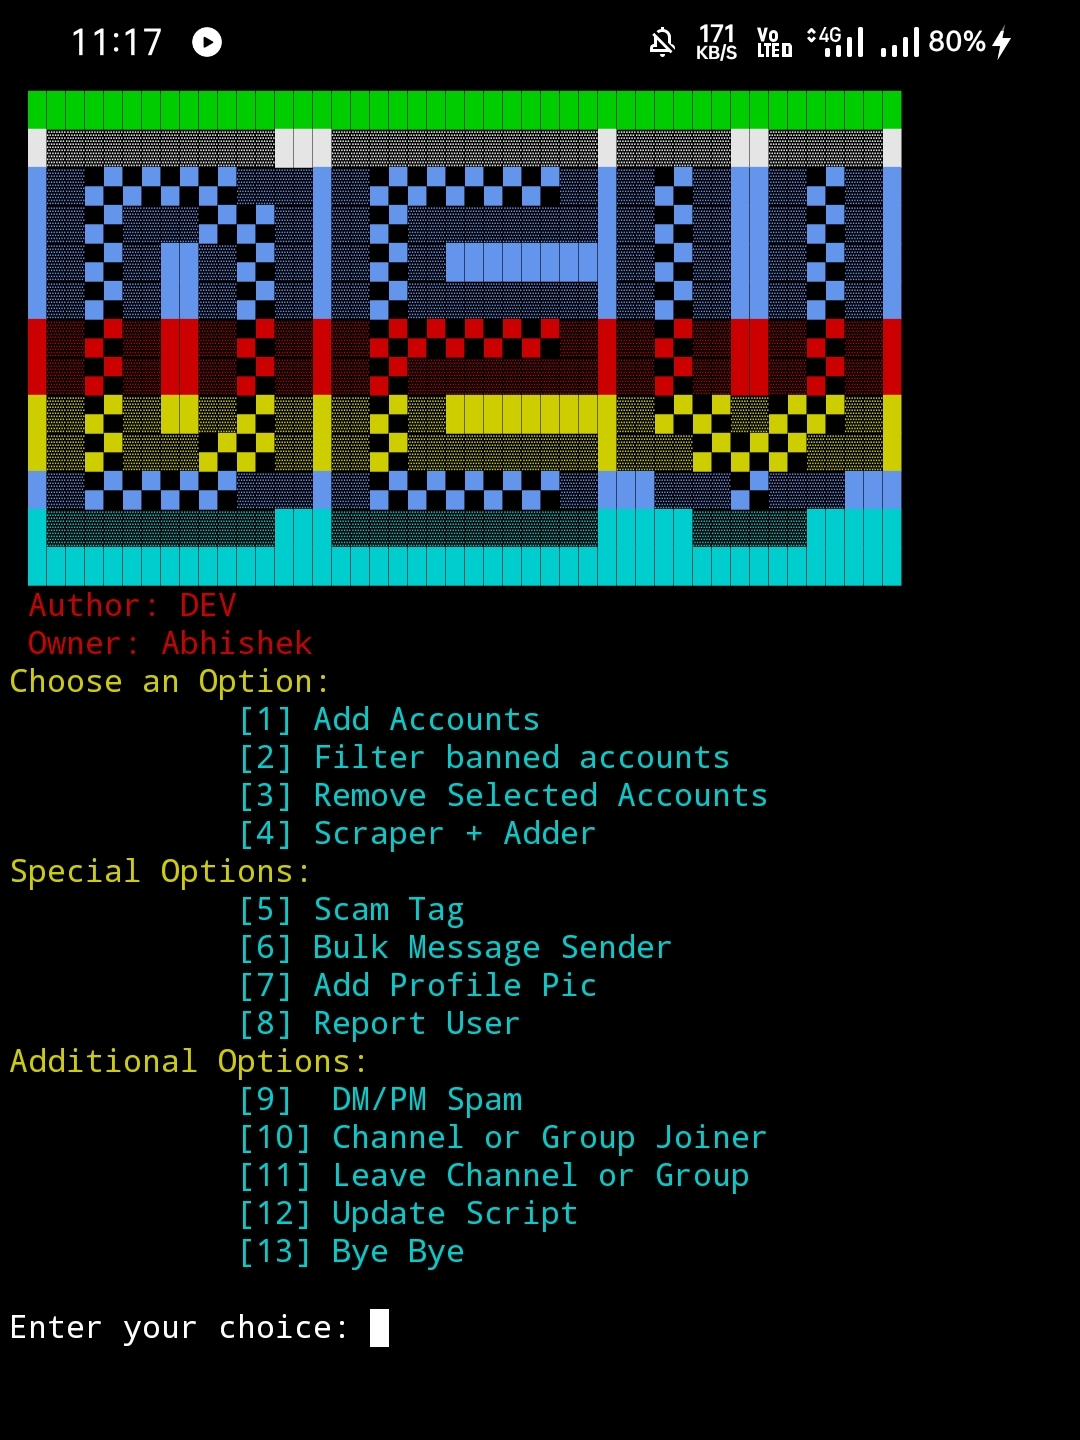 11:17 171 KB/S Vo LTE 4G 80%
DEV
Author: DEV
Owner: Abhishek
Choose an Option:
[1] Add Accounts
[2] Filter banned accounts
[3] Remove Selected Accounts
[4] Scraper + Adder
Special Options:
[5] Scam Tag
[6] Bulk Message Sender
[7] Add Profile Pic
[8] Report User
Additional Options:
[9] DM/PM Spam
[10] Channel or Group Joiner
[11] Leave Channel or Group
[12] Update Script
[13] Bye Bye
Enter your choice: